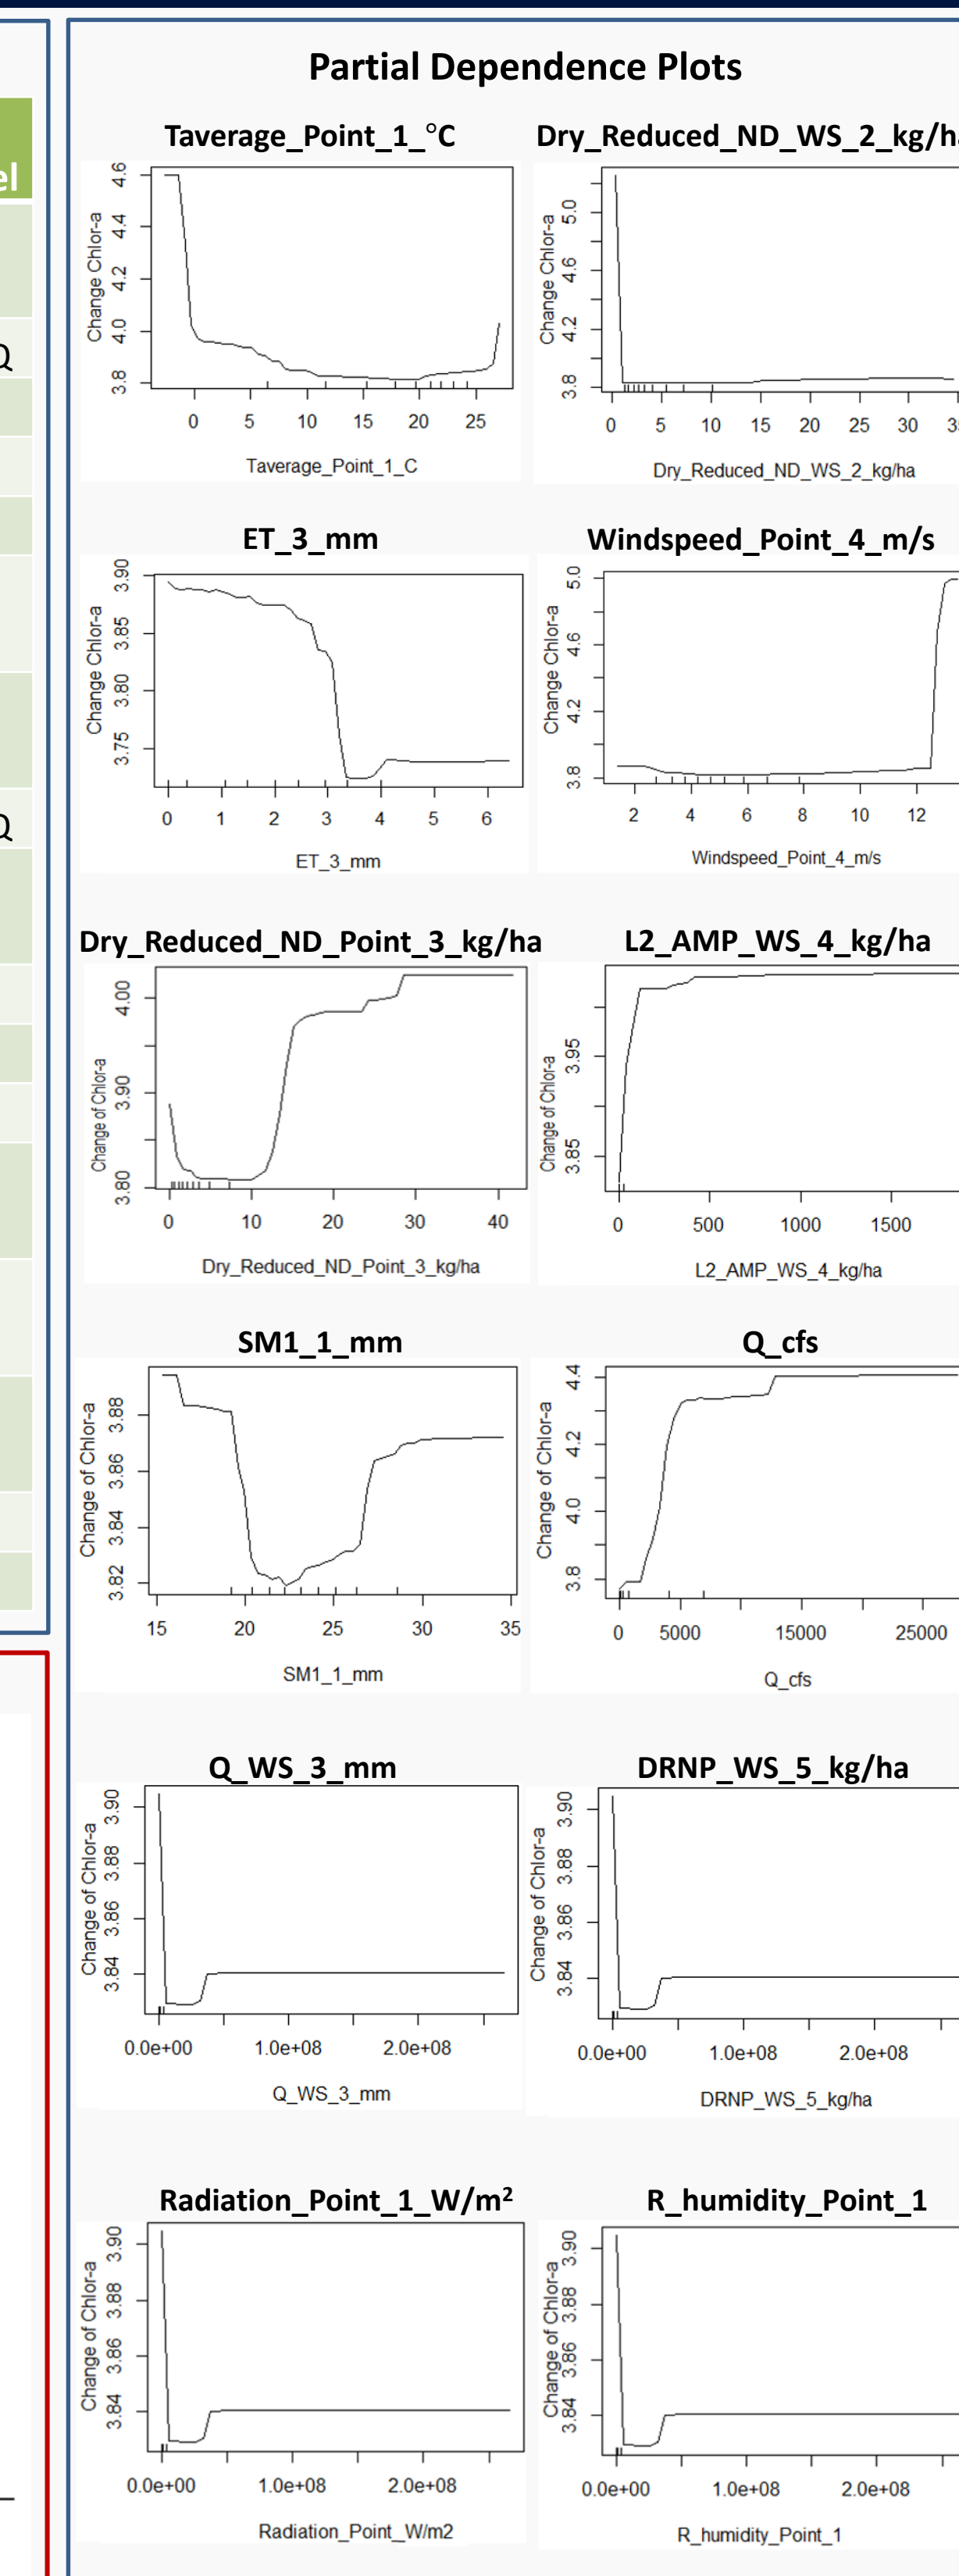 el
Q
Q
Partial Dependence Plots
Taverage_Point_1_°C
Change Chlor-a
4.6
4.4
4.2
4.0
3.8
0 5 10 15 20 25
Taverage_Point_1_C
Dry_Reduced_ND_WS_2_kg/ha
Change Chlor-a
5.0
4.6
4.2
3.8
0 5 10 15 20 25 30 35
Dry_Reduced_ND_WS_2_kg/ha
ET_3_mm
Change Chlor-a
3.90
3.85
3.80
3.75
0 1 2 3 4 5 6
ET_3_mm
Windspeed_Point_4_m/s
Change Chlor-a
5.0
4.6
4.2
3.8
2 4 6 8 10 12
Windspeed_Point_4_m/s
Dry_Reduced_ND_Point_3_kg/ha
Change of Chlor-a
4.00
3.90
3.80
0 10 20 30 40
Dry_Reduced_ND_Point_3_kg/ha
L2_AMP_WS_4_kg/ha
Change of Chlor-a
3.95
3.85
0 500 1000 1500
L2_AMP_WS_4_kg/ha
SM1_1_mm
Change of Chlor-a
3.88
3.86
3.84
3.82
15 20 25 30 35
SM1_1_mm
Q_cfs
Change of Chlor-a
4.4
4.2
4.0
3.8
0 5000 15000 25000
Q_cfs
Q_WS_3_mm
Change of Chlor-a
3.90
3.88
3.86
3.84
0.0e+00 1.0e+08 2.0e+08
Q_WS_3_mm
DRNP_WS_5_kg/ha
Change of Chlor-a
3.90
3.88
3.86
3.84
0.0e+00 1.0e+08 2.0e+08
DRNP_WS_5_kg/ha
Radiation_Point_1_W/m²
Change of Chlor-a
3.90
3.88
3.86
3.84
0.0e+00 1.0e+08 2.0e+08
Radiation_Point_W/m2
R_humidity_Point_1
Change of Chlor-a
3.90
3.88
3.86
3.84
0.0e+00 1.0e+08 2.0e+08
R_humidity_Point_1